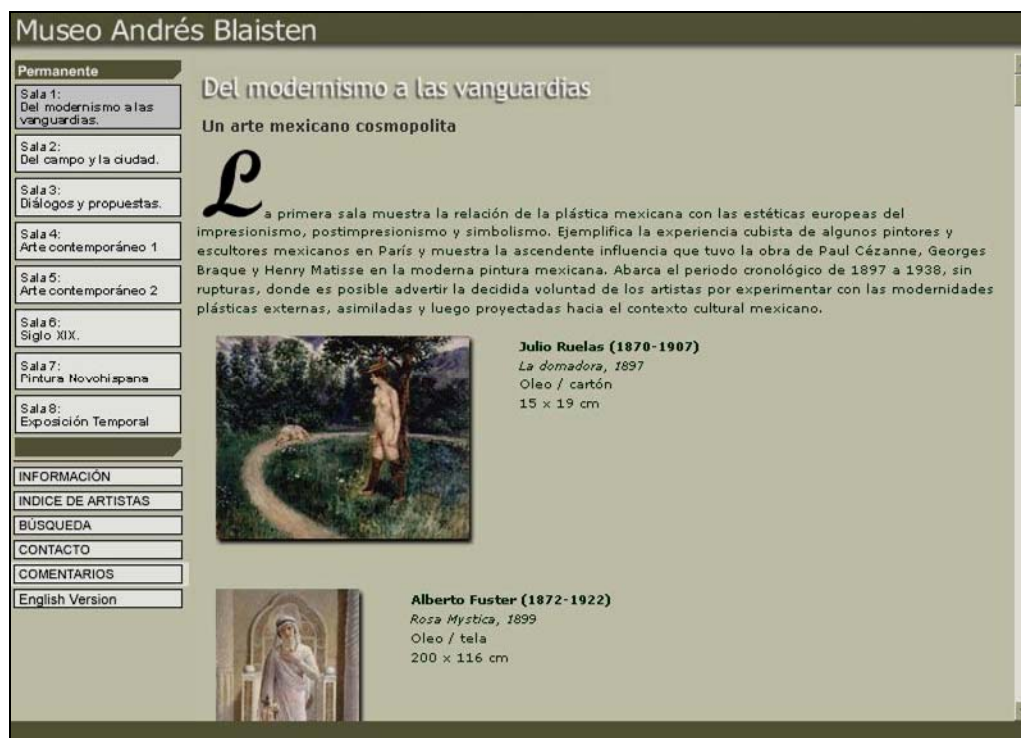 Museo Andrés Blaisten
Permanente
Sala 1:
Del modernismo a las
vanguardias.
Sala 2:
Del campo y la ciudad.
Sala 3:
Diálogos y propuestas.
Sala 4:
Arte contemporáneo 1
Sala 5:
Arte contemporáneo 2
Sala 6:
Siglo XIX.
Sala 7:
Pintura Novohispana
Sala 8:
Exposición Temporal
INFORMACIÓN
INDICE DE ARTISTAS
BÚSQUEDA
CONTACTO
COMENTARIOS
English Version
Del modernismo a las vanguardias
Un arte mexicano cosmopolita
La primera sala muestra la relación de la plástica mexicana con las estéticas europeas del
impresionismo, postimpresionismo y simbolismo. Ejemplifica la experiencia cubista de algunos pintores y
escultores mexicanos en París y muestra la ascendente influencia que tuvo la obra de Paul Cézanne, Georges
Braque y Henry Matisse en la moderna pintura mexicana. Abarca el periodo cronológico de 1897 a 1938, sin
rupturas, donde es posible advertir la decidida voluntad de los artistas por experimentar con las modernidades
plásticas externas, asimiladas y luego proyectadas hacia el contexto cultural mexicano.
Julio Ruelas (1870-1907)
La domadora, 1897
Oleo / cartón
15 x 19 cm
Alberto Fuster (1872-1922)
Rosa Mystica, 1899
Oleo / tela
200 x 116 cm